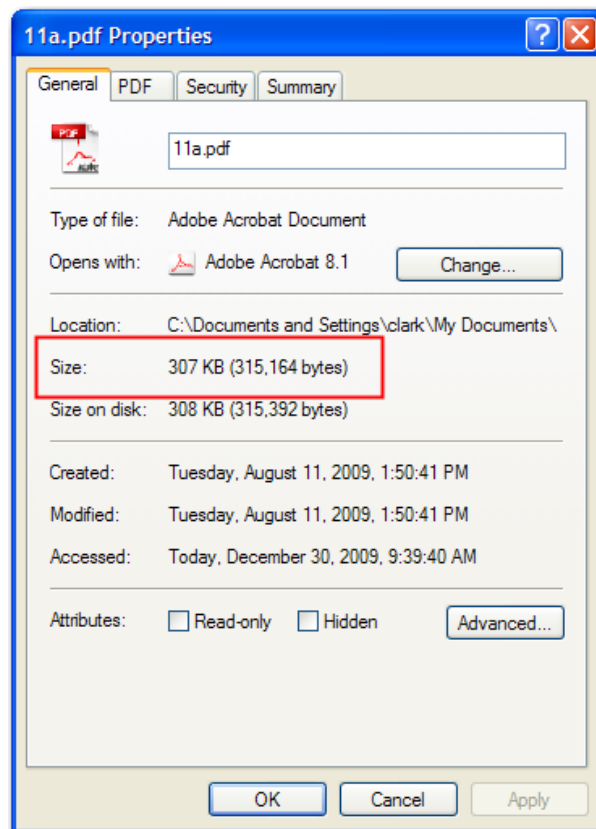 11a.pdf Properties
General PDF Security Summary
PDF
11a.pdf
Type of file: Adobe Acrobat Document
Opens with: Adobe Acrobat 8.1 Change...
Location: C:\Documents and Settings\clark\My Documents\
Size: 307 KB (315,164 bytes)
Size on disk: 308 KB (315,392 bytes)
Created: Tuesday, August 11, 2009, 1:50:41 PM
Modified: Tuesday, August 11, 2009, 1:50:41 PM
Accessed: Today, December 30, 2009, 9:39:40 AM
Attributes: Read-only Hidden Advanced...
OK Cancel Apply